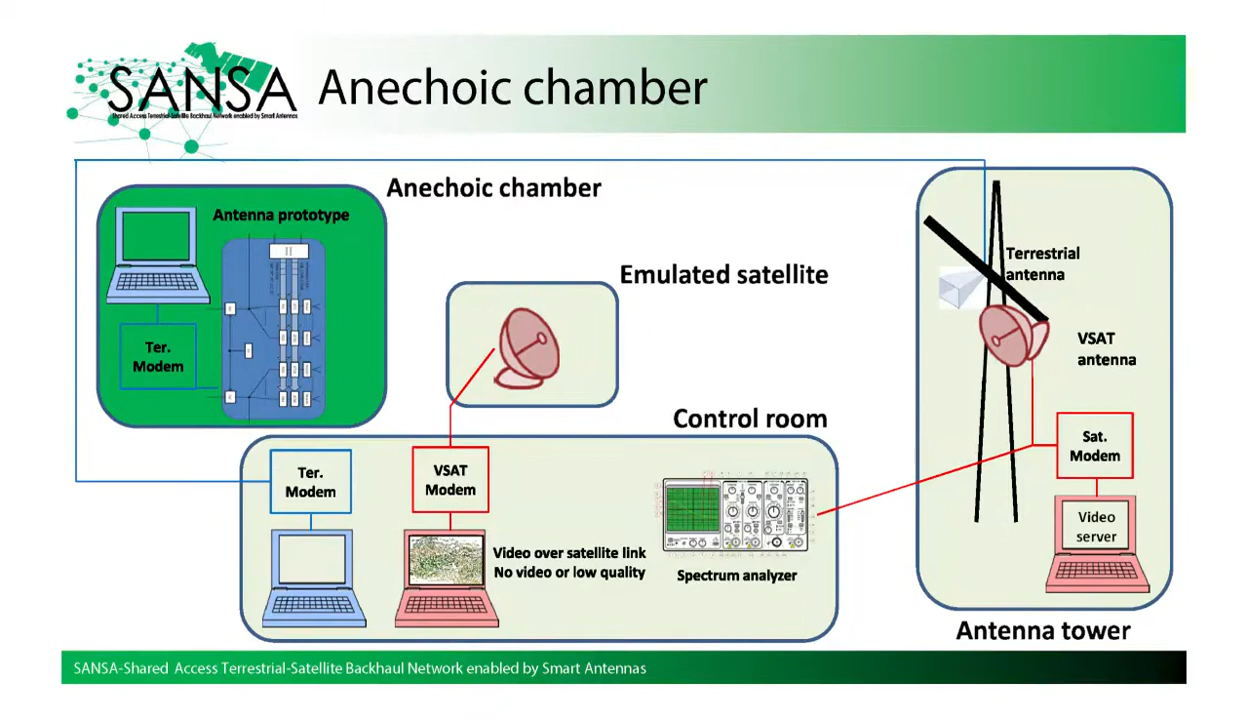 SANSA
Shared Access Terrestrial-Satellite Backhaul Network enabled by Smart Antennas
Anechoic chamber
Anechoic chamber
Antenna prototype
Ter.
Modem
Emulated satellite
Terrestrial
antenna
VSAT
antenna
Control room
Ter.
Modem
VSAT
Modem
Sat.
Modem
Video over satellite link
No video or low quality
Spectrum analyzer
Video
server
Antenna tower
SANSA-Shared Access Terrestrial-Satellite Backhaul Network enabled by Smart Antennas